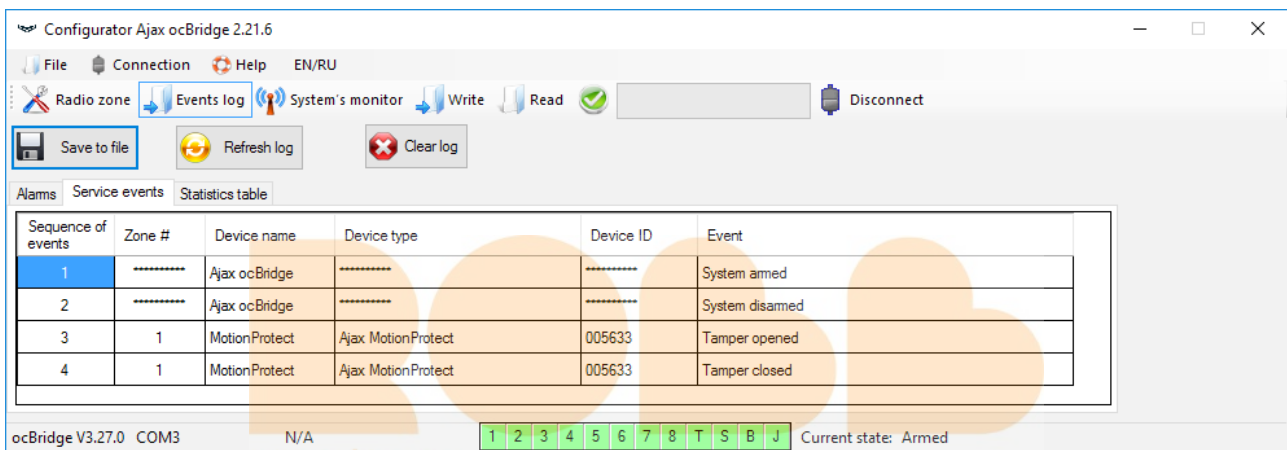 Configurator Ajax ocBridge 2.21.6
File Connection Help EN/RU
Radio zone Events log System's monitor Write Read Disconnect
Save to file Refresh log Clear log
Alarms Service events Statistics table
Sequence of events Zone # Device name Device type Device ID Event
1 ********** Ajax ocBridge ********** ********** System armed
2 ********** Ajax ocBridge ********** ********** System disarmed
3 1 MotionProtect Ajax MotionProtect 005633 Tamper opened
4 1 MotionProtect Ajax MotionProtect 005633 Tamper closed
ROBB
ocBridge V3.27.0 COM3 N/A 1 2 3 4 5 6 7 8 T S B J Current state: Armed